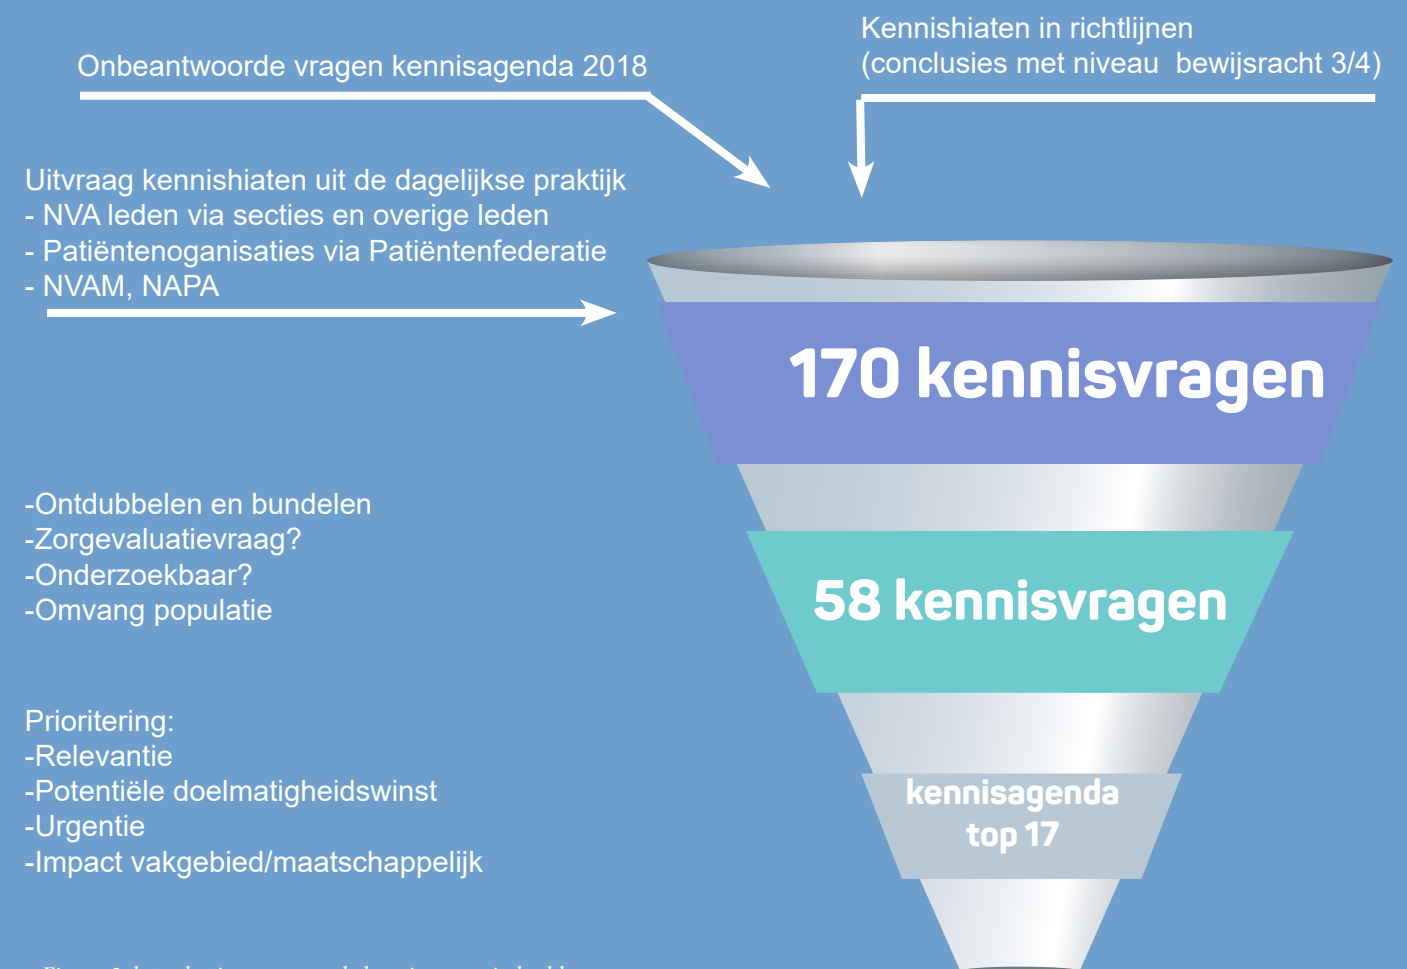 Onbeantwoorde vragen kennisagenda 2018
Kennishiaten in richtlijnen
(conclusies met niveau bewijsracht 3/4)
Uitvraag kennishiaten uit de dagelijkse praktijk
- NVA leden via secties en overige leden
- Patiëntenoganisaties via Patiëntenfederatie
- NVAM, NAPA
170 kennisvragen
-Ontdubbelen en bundelen
-Zorgevaluatievraag?
-Onderzoekbaar?
-Omvang populatie
58 kennisvragen
Prioritering:
-Relevantie
-Potentiële doelmatigheidswinst
-Urgentie
-Impact vakgebied/maatschappelijk
kennisagenda
top 17